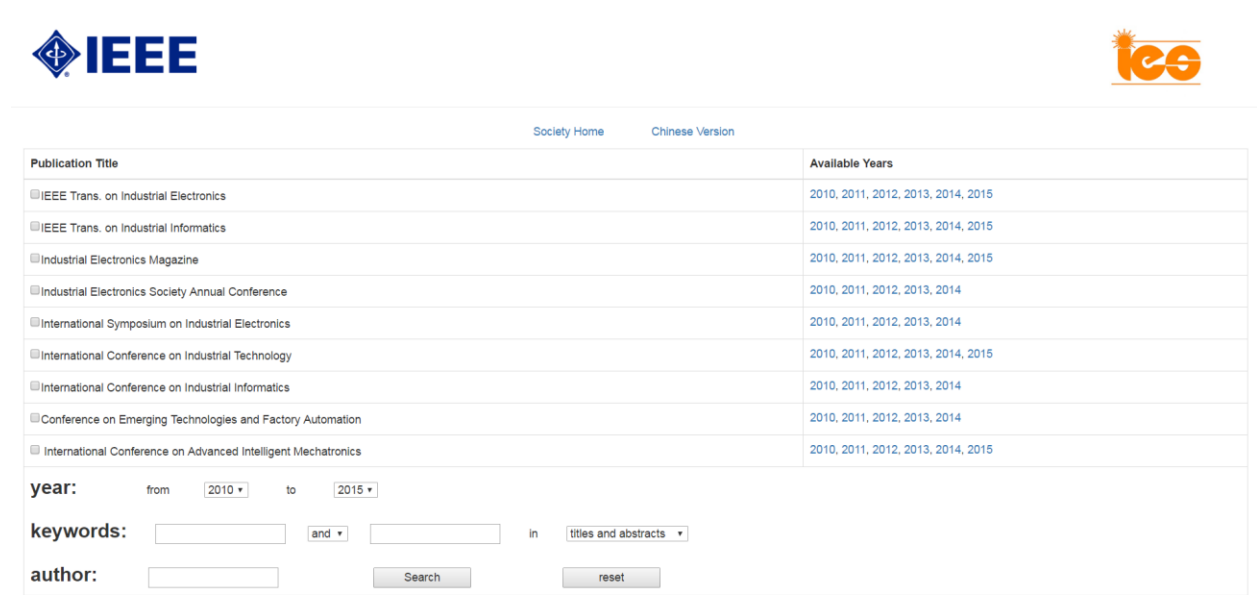 IEEE
ies
Society Home Chinese Version
Publication Title Available Years
IEEE Trans. on Industrial Electronics 2010, 2011, 2012, 2013, 2014, 2015
IEEE Trans. on Industrial Informatics 2010, 2011, 2012, 2013, 2014, 2015
Industrial Electronics Magazine 2010, 2011, 2012, 2013, 2014, 2015
Industrial Electronics Society Annual Conference 2010, 2011, 2012, 2013, 2014
International Symposium on Industrial Electronics 2010, 2011, 2012, 2013, 2014
International Conference on Industrial Technology 2010, 2011, 2012, 2013, 2014, 2015
International Conference on Industrial Informatics 2010, 2011, 2012, 2013, 2014
Conference on Emerging Technologies and Factory Automation 2010, 2011, 2012, 2013, 2014
International Conference on Advanced Intelligent Mechatronics 2010, 2011, 2012, 2013, 2014, 2015
year: from 2010 to 2015
keywords: and in titles and abstracts
author: Search reset